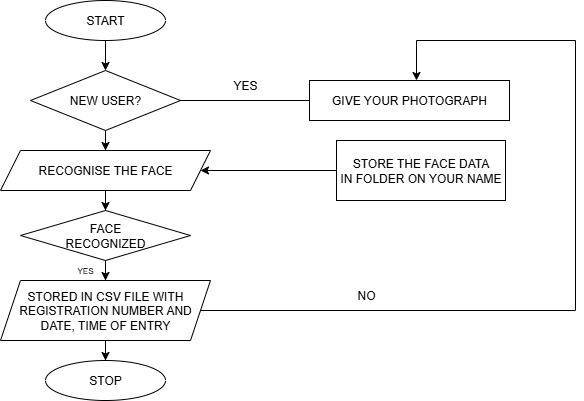 START
YES
NEW USER?
GIVE YOUR PHOTOGRAPH
RECOGNISE THE FACE
STORE THE FACE DATA
IN FOLDER ON YOUR NAME
FACE
RECOGNIZED
YES
STORED IN CSV FILE WITH
REGISTRATION NUMBER AND
DATE, TIME OF ENTRY
NO
STOP